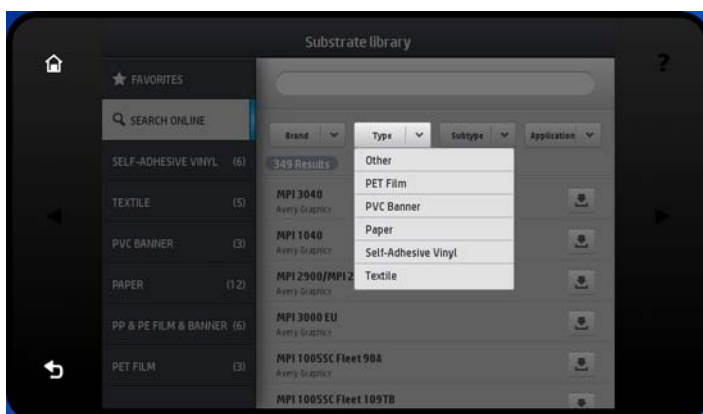 Substrate library
?
FAVORITES
SEARCH ONLINE
SELF-ADHESIVE VINYL (6)
TEXTILE (5)
PVC BANNER (3)
PAPER (12)
PP & PE FILM & BANNER (6)
PET FILM (3)
Brand Type Subtype Application
349 Results
Other
PET Film
PVC Banner
Paper
Self-Adhesive Vinyl
Textile
MPI 3040
Avery Graphics
MPI 1040
Avery Graphics
MPI 2900/MPI 2
Avery Graphics
MPI 3000 EU
Avery Graphics
MPI 1005SC Fleet 90A
Avery Graphics
MPI 1005SC Fleet 109TB